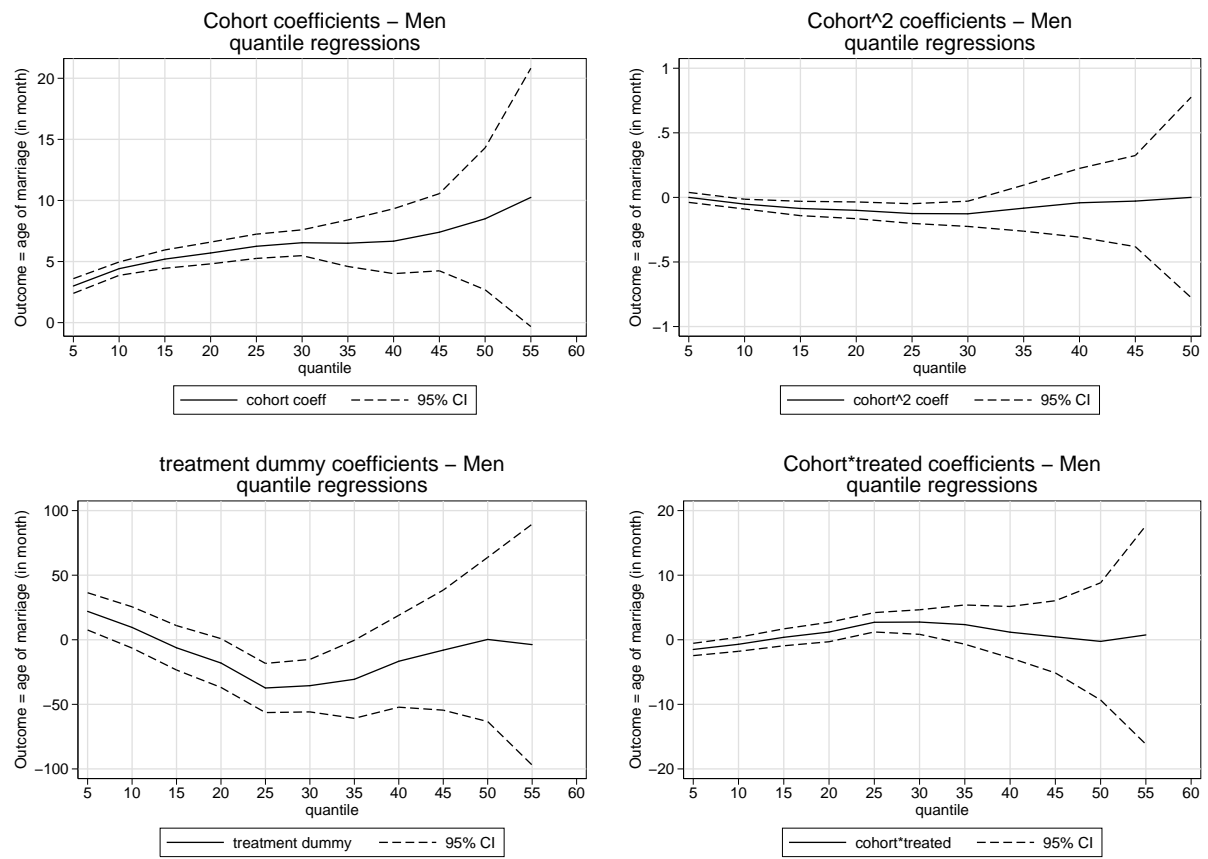 Cohort coefficients − Men
quantile regressions
Outcome = age of marriage (in month)
20
15
10
5
0
5 10 15 20 25 30 35 40 45 50 55 60
quantile
cohort coeff 95% CI
Cohort^2 coefficients − Men
quantile regressions
Outcome = age of marriage (in month)
1
.5
0
−.5
−1
5 10 15 20 25 30 35 40 45 50
quantile
cohort^2 coeff 95% CI
treatment dummy coefficients − Men
quantile regressions
Outcome = age of marriage (in month)
100
50
0
−50
−100
5 10 15 20 25 30 35 40 45 50 55 60
quantile
treatment dummy 95% CI
Cohort*treated coefficients − Men
quantile regressions
Outcome = age of marriage (in month)
20
10
0
−10
−20
5 10 15 20 25 30 35 40 45 50 55 60
quantile
cohort*treated 95% CI